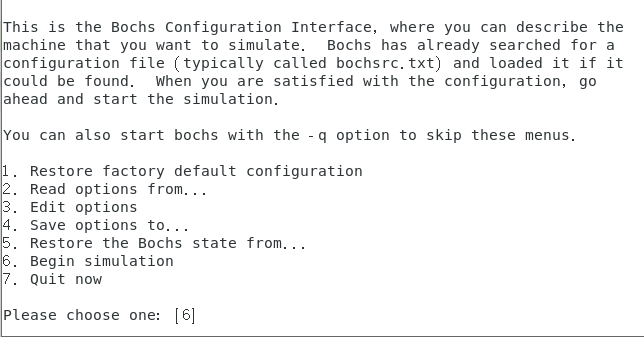 This is the Bochs Configuration Interface, where you can describe the
machine that you want to simulate.  Bochs has already searched for a
configuration file (typically called bochsrc.txt) and loaded it if it
could be found.  When you are satisfied with the configuration, go
ahead and start the simulation.

You can also start bochs with the -q option to skip these menus.

1. Restore factory default configuration
2. Read options from...
3. Edit options
4. Save options to...
5. Restore the Bochs state from...
6. Begin simulation
7. Quit now

Please choose one: [6]